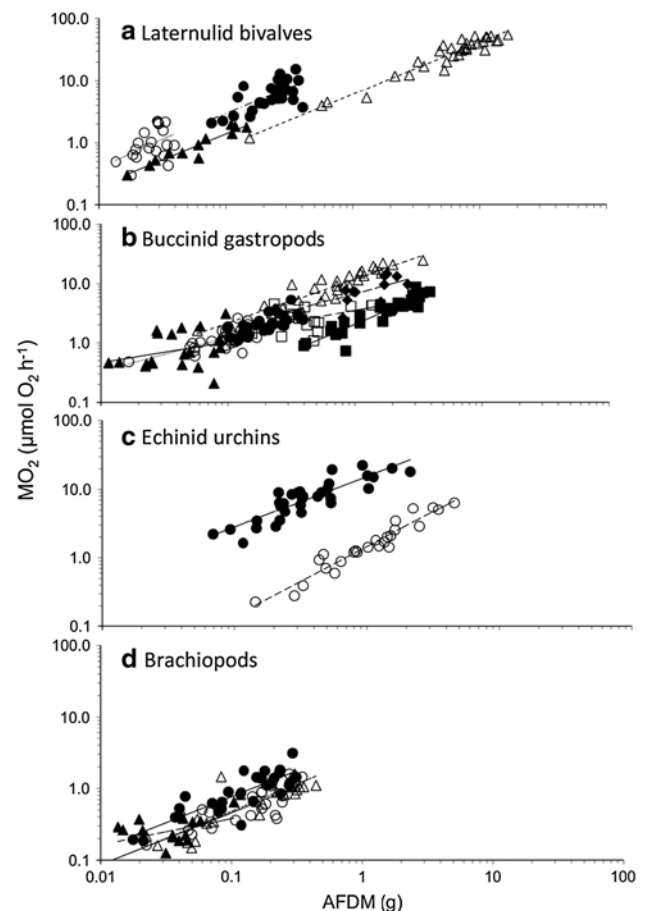 a Laternulid bivalves
100.0
10.0
1.0
0.1
b Buccinid gastropods
100.0
10.0
1.0
0.1
c Echinid urchins
100.0
10.0
1.0
0.1
d Brachiopods
100.0
10.0
1.0
0.1
MO₂ (µmol O₂ h⁻¹)
0.01 0.1 1 10 100
AFDM (g)